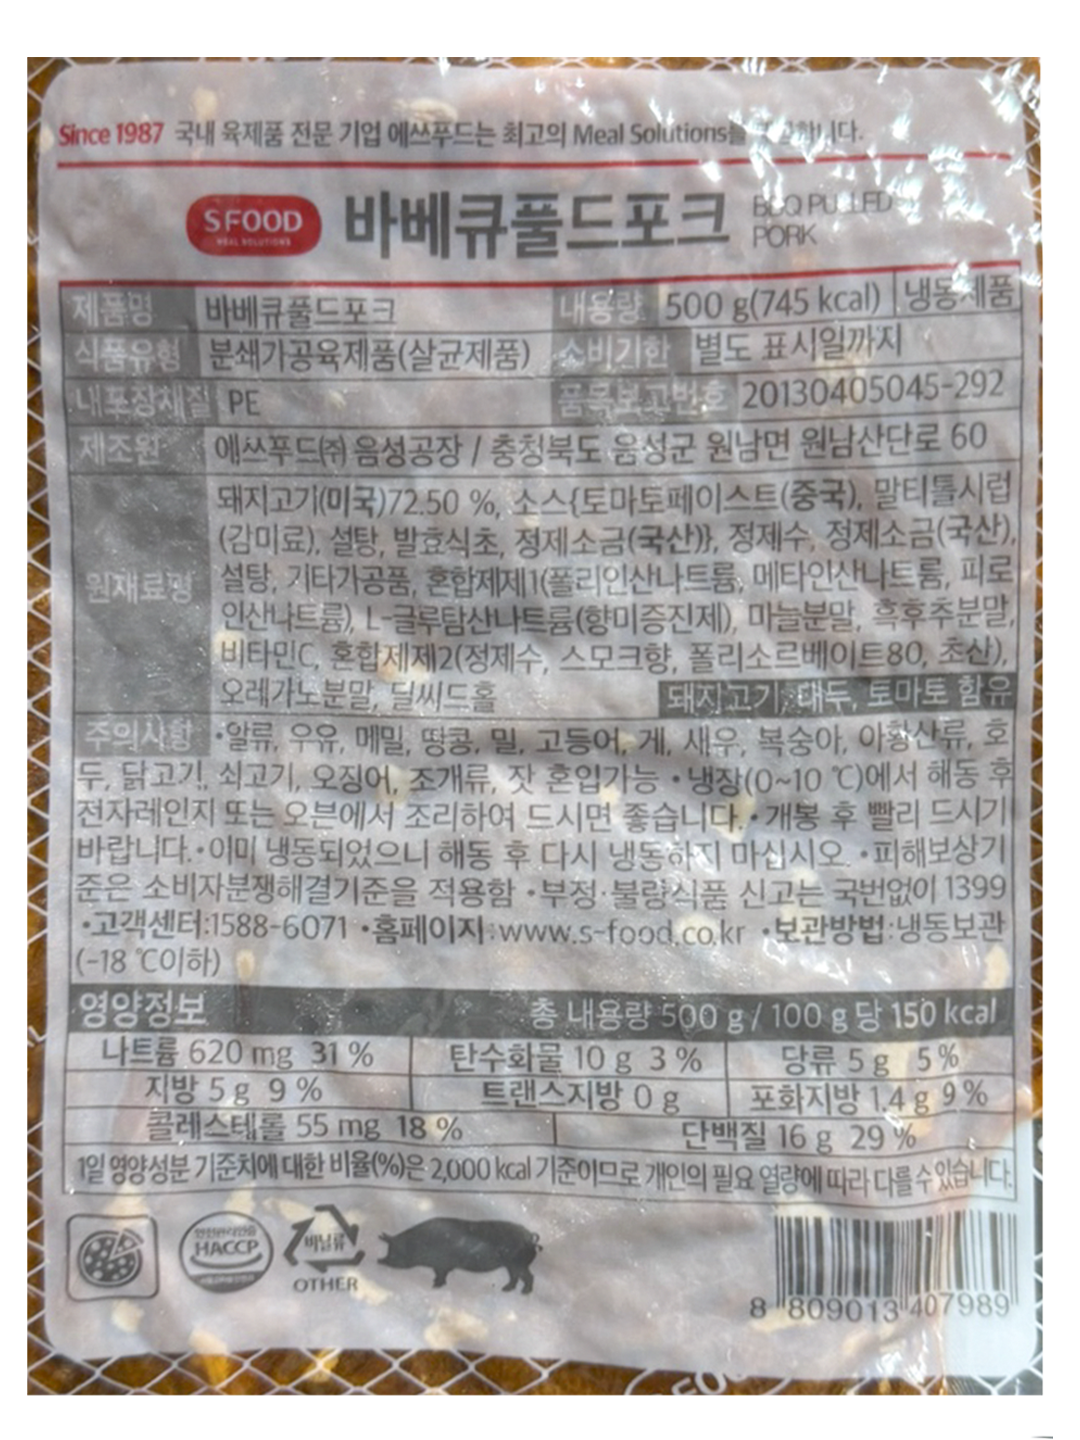 Since 1987 국내 육제품 전문 기업 에쓰푸드는 최고의 Meal Solutions를
S FOOD
MEAL SOLUTIONS
바베큐풀드포크
BBQ PULLED
PORK
제품명 바베큐풀드포크 내용량 500 g(745 kcal) 냉동제품
식품유형 분쇄가공육제품(살균제품) 소비기한 별도 표시일까지
내포장재질 PE 품목보고번호 20130405045-292
제조원 에쓰푸드㈜ 음성공장 / 충청북도 음성군 원남면 원남산단로 60
원재료명
돼지고기(미국)72.50 %, 소스{토마토페이스트(중국), 말티톨시럽
(감미료), 설탕, 발효식초, 정제소금(국산)}, 정제수, 정제소금(국산),
설탕, 기타가공품, 혼합제제1(폴리인산나트륨, 메타인산나트륨, 피로
인산나트륨), L-글루탐산나트륨(향미증진제), 마늘분말, 흑후추분말,
비타민C, 혼합제제2(정제수, 스모크향, 폴리소르베이트80, 초산),
오레가노분말, 딜씨드홀 돼지고기, 대두, 토마토 함유
주의사항 •알류, 우유, 메밀, 땅콩, 밀, 고등어, 게, 새우, 복숭아, 아황산류, 호
두, 닭고기, 쇠고기, 오징어, 조개류, 잣 혼입가능 •냉장(0~10 ℃)에서 해동 후
전자레인지 또는 오븐에서 조리하여 드시면 좋습니다. •개봉 후 빨리 드시기
바랍니다. •이미 냉동되었으니 해동 후 다시 냉동하지 마십시오. •피해보상기
준은 소비자분쟁해결기준을 적용함 •부정·불량식품 신고는 국번없이 1399
•고객센터:1588-6071 •홈페이지:www.s-food.co.kr •보관방법:냉동보관
(-18 ℃이하)
영양정보 총 내용량 500 g / 100 g 당 150 kcal
나트륨 620 mg 31 % 탄수화물 10 g 3 % 당류 5 g 5 %
지방 5 g 9 % 트랜스지방 0 g 포화지방 1.4 g 9 %
콜레스테롤 55 mg 18 % 단백질 16 g 29 %
1일 영양성분 기준치에 대한 비율(%)은 2,000 kcal 기준이므로 개인의 필요 열량에 따라 다를 수 있습니다.
안전관리인증
HACCP
비닐류
OTHER
8 809013 407989